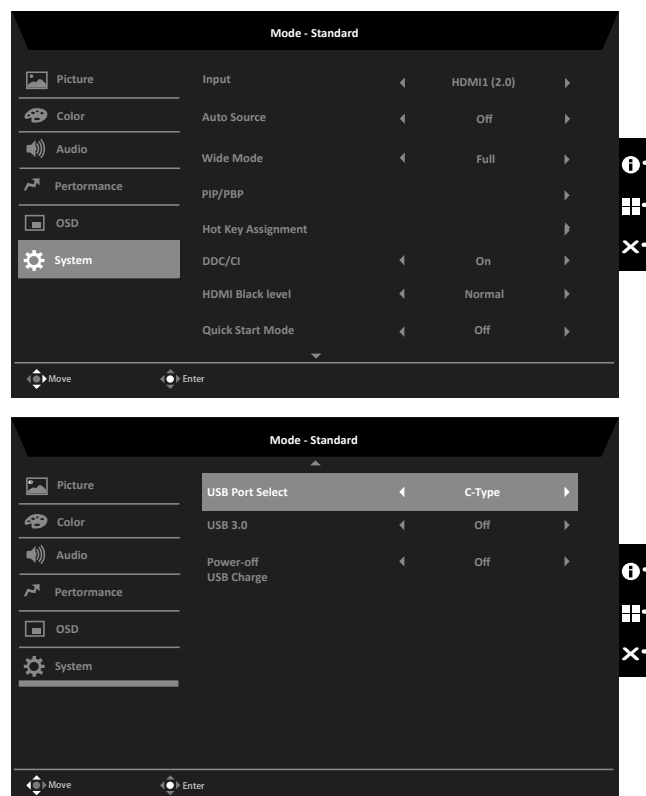 Mode - Standard
Picture
Input HDMI1 (2.0)
Color
Auto Source Off
Audio
Wide Mode Full
Pertormance
PIP/PBP
OSD
Hot Key Assignment
System
DDC/CI On
HDMI Black level Normal
Quick Start Mode Off
Move Enter
Mode - Standard
Picture
USB Port Select C-Type
Color
USB 3.0 Off
Audio
Power-off Off
USB Charge
Pertormance
OSD
System
Move Enter